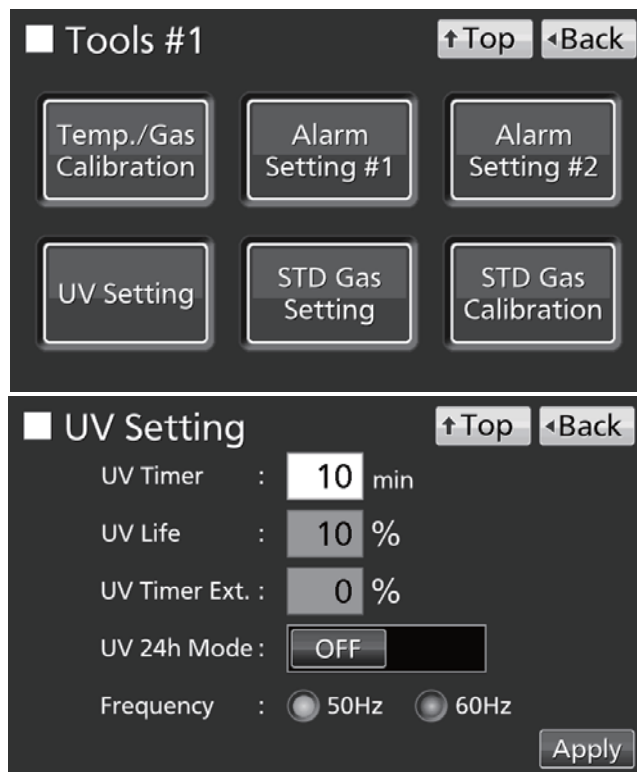 Tools #1
Top
Back
Temp./Gas
Calibration
Alarm
Setting #1
Alarm
Setting #2
UV Setting
STD Gas
Setting
STD Gas
Calibration
UV Setting
Top
Back
UV Timer : 10 min
UV Life : 10 %
UV Timer Ext. : 0 %
UV 24h Mode : OFF
Frequency : 50Hz 60Hz
Apply